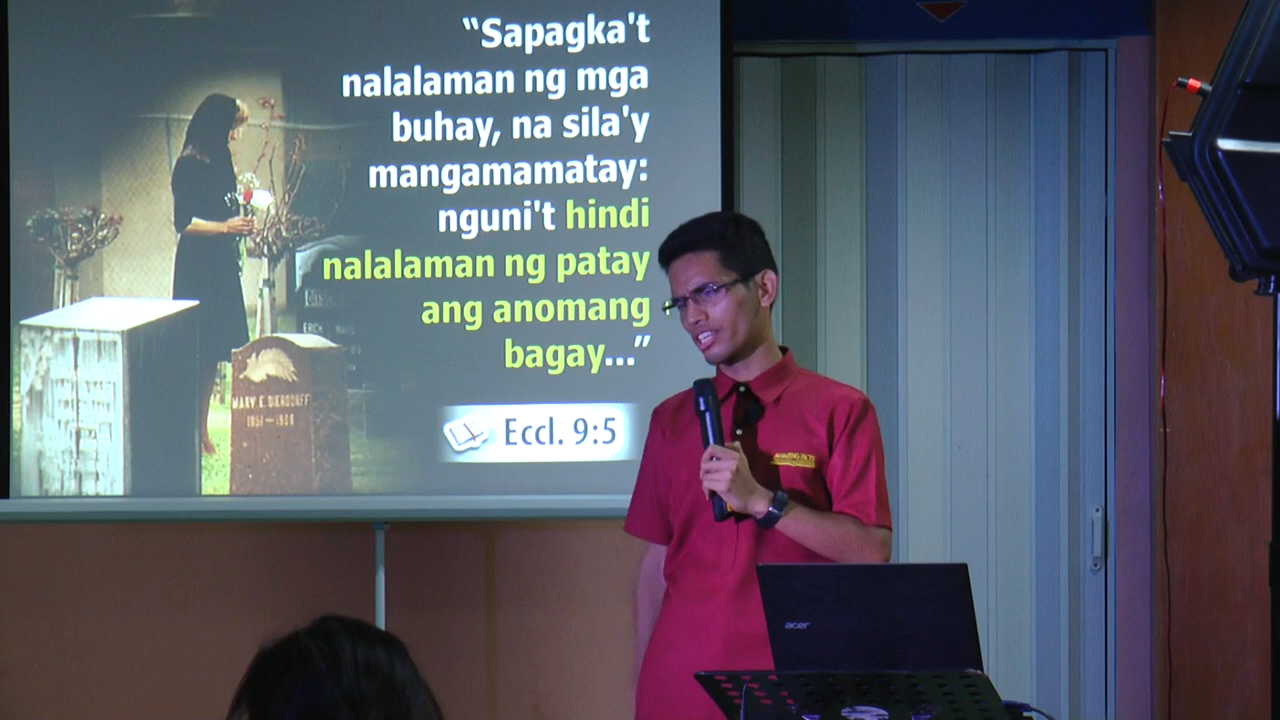 “Sapagka't
nalalaman ng mga
buhay, na sila'y
mangamamatay:
nguni't hindi
nalalaman ng patay
ang anomang
bagay...”
Eccl. 9:5
MARY E.
acer